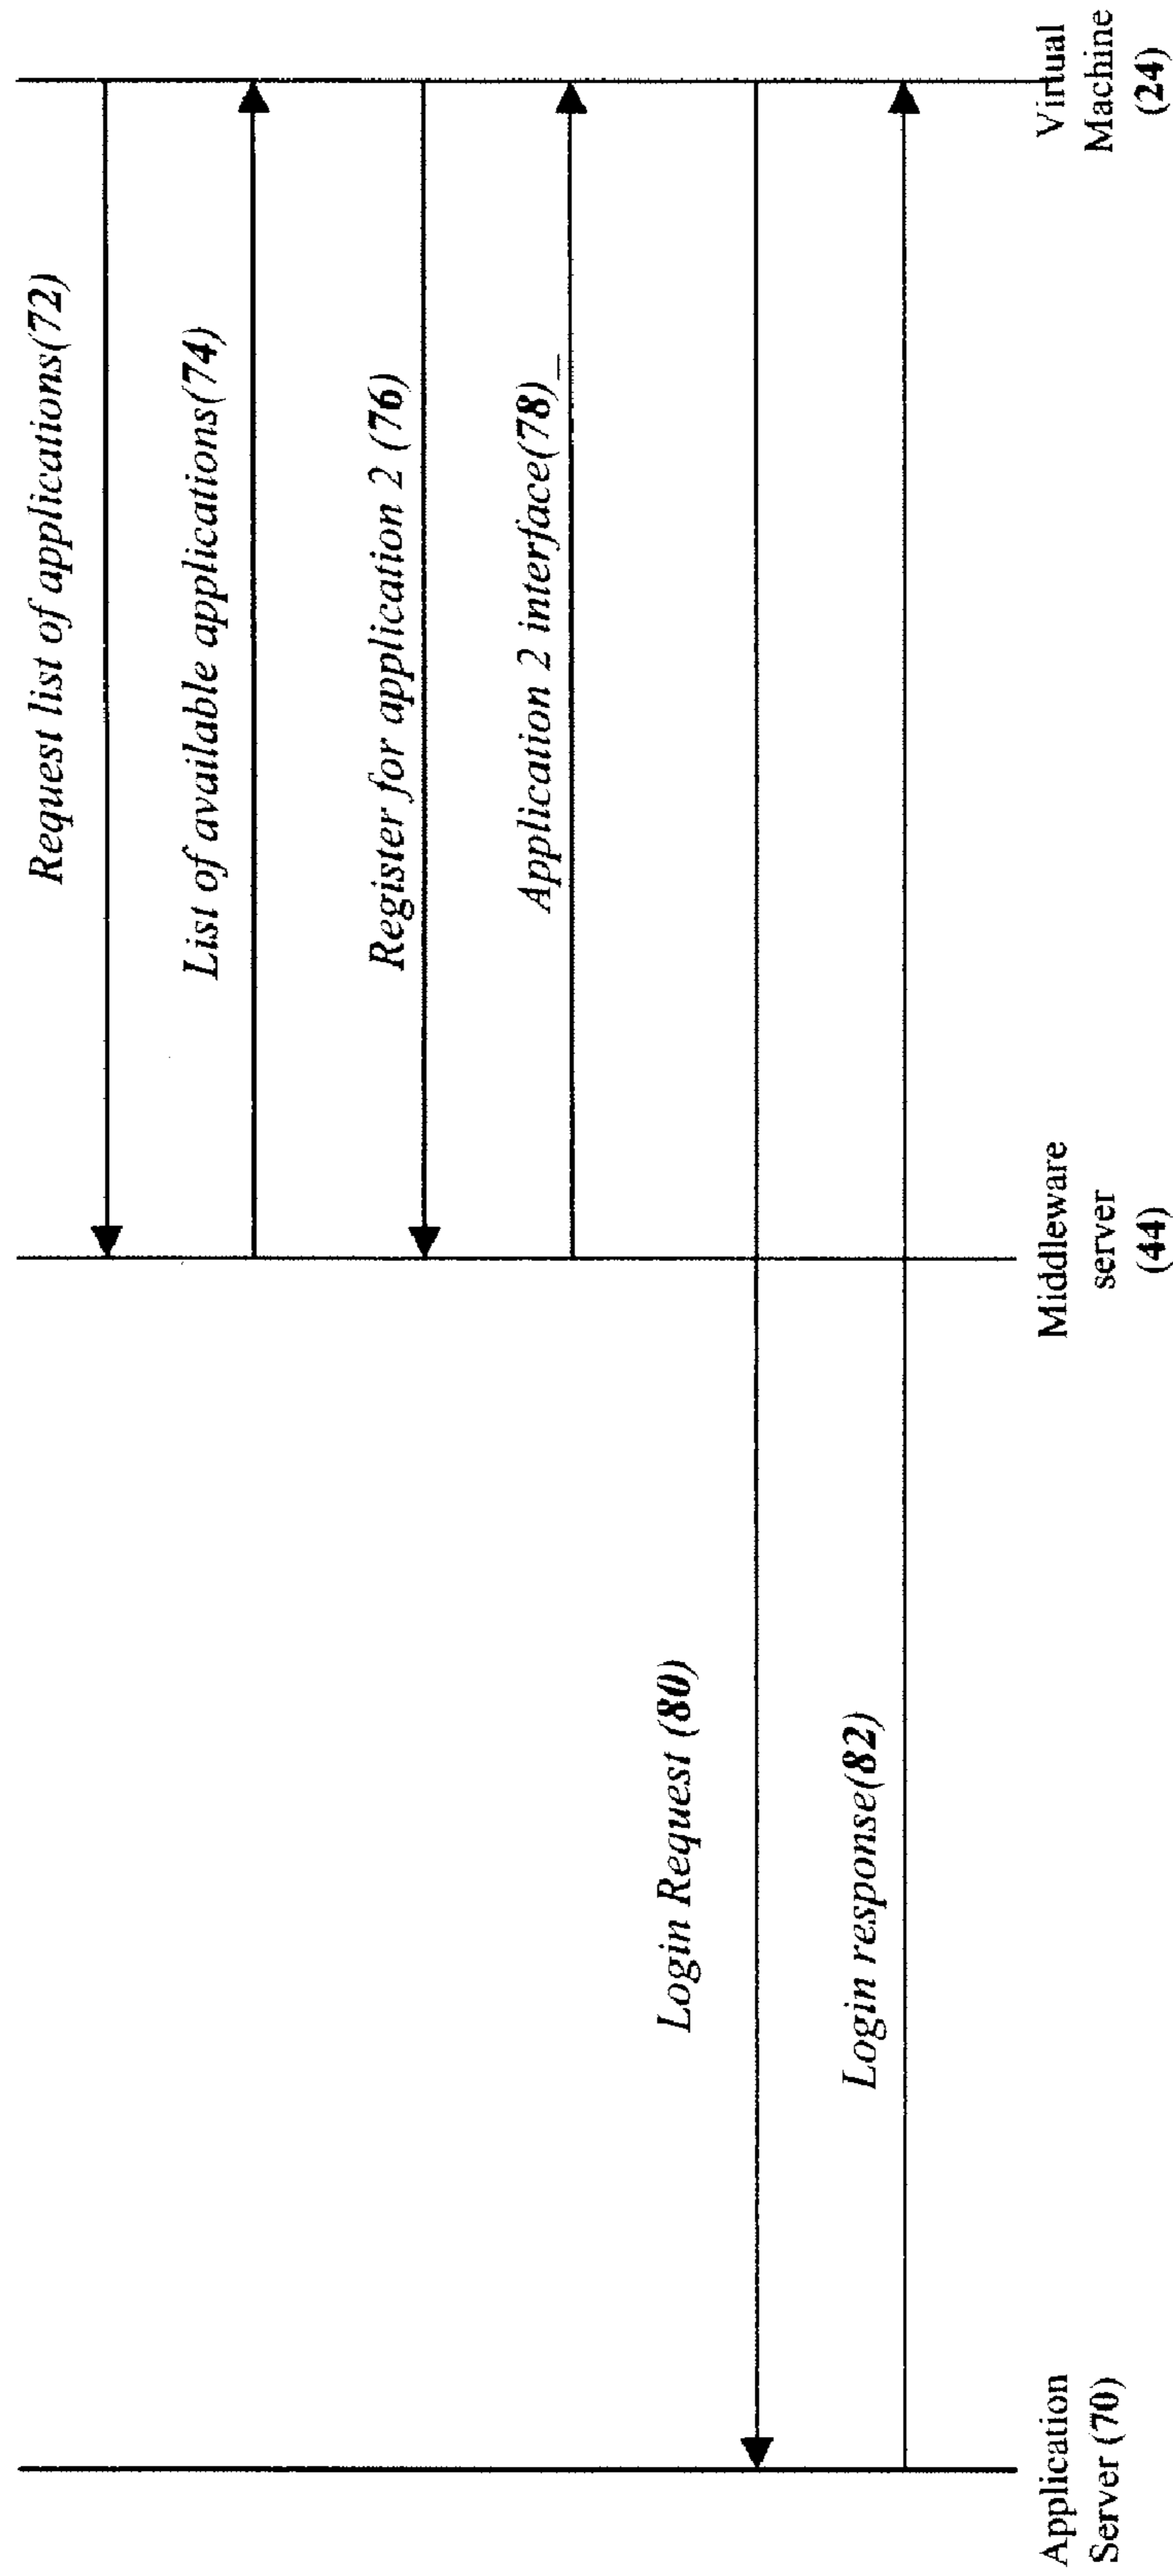 Request list of applications(72)
List of available applications(74)
Register for application 2 (76)
Application 2 interface(78)_
Login Request (80)
Login response(82)
Application
Server (70)
Middleware
server
(44)
Virtual
Machine
(24)